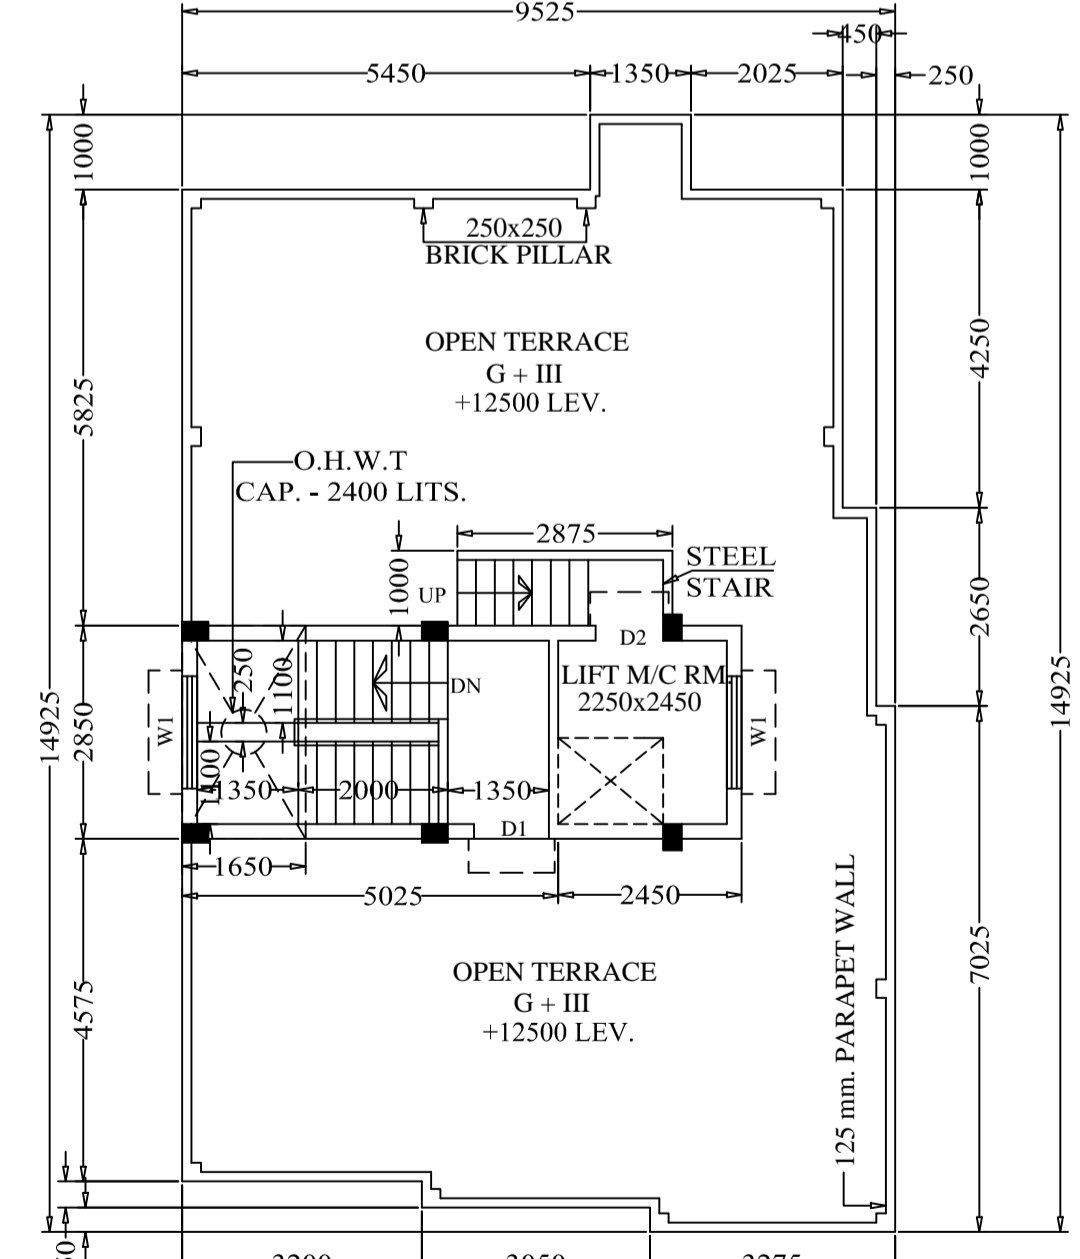 9525
450
5450
1350
2025
250
1000
1000
250x250
BRICK PILLAR
OPEN TERRACE
G + III
+12500 LEV.
4250
5825
O.H.W.T
CAP. - 2400 LITS.
2875
STEEL
STAIR
1000
UP
2650
D2
250
1100
DN
LIFT M/C RM.
2250x2450
14925
2850
14925
W1
W1
1100
1350
2000
1350
D1
1650
5025
2450
125 mm. PARAPET WALL
7025
4575
OPEN TERRACE
G + III
+12500 LEV.